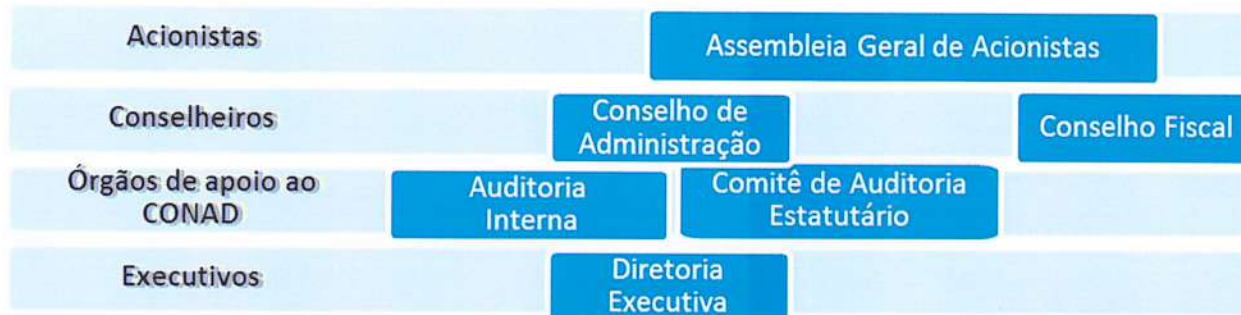 Acionistas
Assembleia Geral de Acionistas
Conselheiros
Conselho de
Administração
Conselho Fiscal
Órgãos de apoio ao
CONAD
Auditoria
Interna
Comitê de Auditoria
Estatutário
Executivos
Diretoria
Executiva